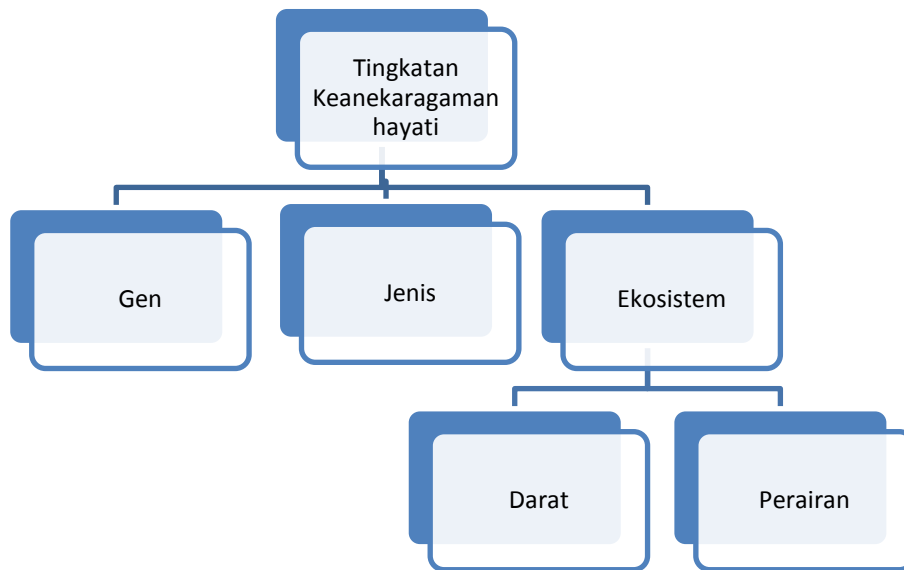 Tingkatan
Keanekaragaman
hayati
Gen
Jenis
Ekosistem
Darat
Perairan